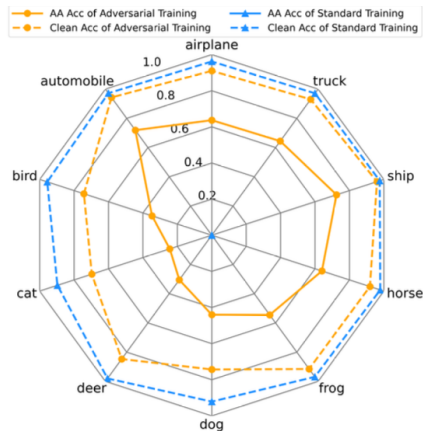 AA Acc of Adversarial Training
Clean Acc of Adversarial Training
AA Acc of Standard Training
Clean Acc of Standard Training
airplane
1.0
automobile
truck
0.8
0.6
bird
ship
0.4
0.2
cat
horse
deer
frog
dog